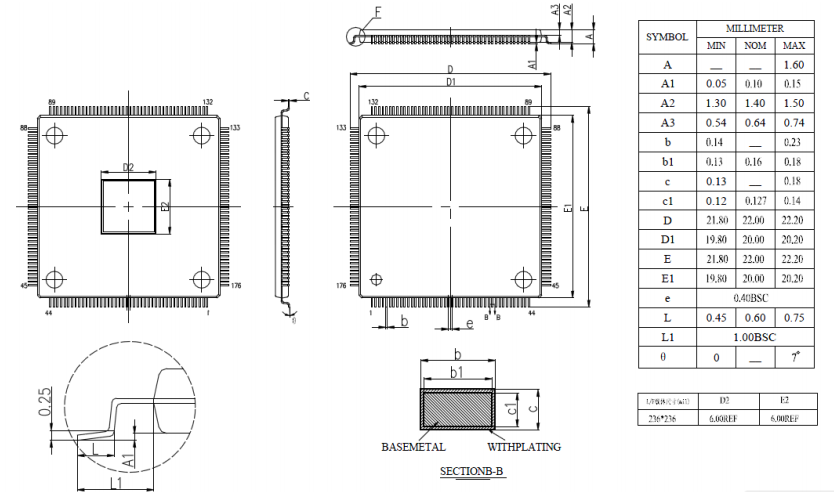 F
A3
A2
A
A1
D
D1
89
132
88
133
45
176
44
1
D2
E2
C
θ
132
89
133
88
176
45
1
44
E1
E
b
e
B
B
0.25
L
A1
L1
b
b1
c1
c
BASEMETAL
WITHPLATING
SECTIONB-B
SYMBOL MILLIMETER
MIN NOM MAX
A — — 1.60
A1 0.05 0.10 0.15
A2 1.30 1.40 1.50
A3 0.54 0.64 0.74
b 0.14 — 0.23
b1 0.13 0.16 0.18
c 0.13 — 0.18
c1 0.12 0.127 0.14
D 21.80 22.00 22.20
D1 19.80 20.00 20.20
E 21.80 22.00 22.20
E1 19.80 20.00 20.20
e 0.40BSC
L 0.45 0.60 0.75
L1 1.00BSC
θ 0 — 7°
D2 E2
236*236 6.00REF 6.00REF